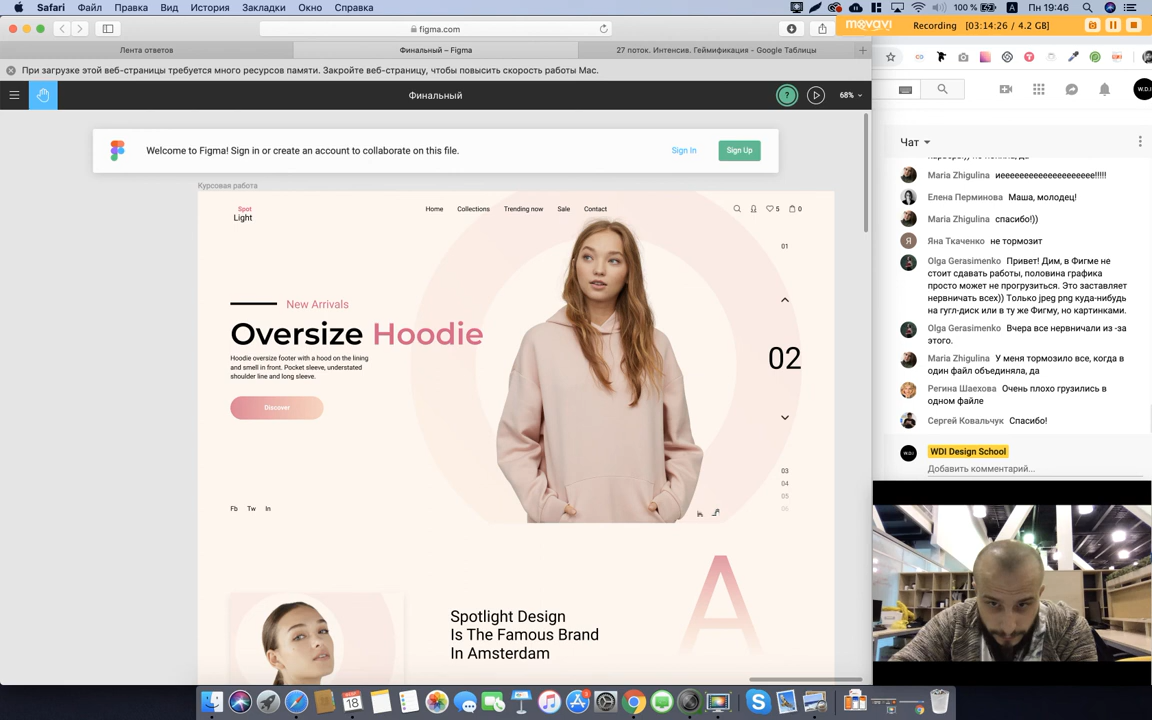 Safari Файл Правка Вид История Закладки Окно Справка
100 % Пн 19:46
movavi Recording [03:14:26 / 4.2 GB]
figma.com
Лента ответов Финальный – Figma 27 поток. Интенсив. Геймификация - Google Таблицы
При загрузке этой веб-страницы требуется много ресурсов памяти. Закройте веб-страницу, чтобы повысить скорость работы Mac.
Финальный ? 68%
Welcome to Figma! Sign in or create an account to collaborate on this file. Sign In Sign Up
Курсовая работа
Spot
Light
Home Collections Trending now Sale Contact
5 0
01
New Arrivals
Oversize Hoodie
Hoodie oversize footer with a hood on the lining
and smell in front. Pocket sleeve, understated
shoulder line and long sleeve.
Discover
02
03
04
05
06
Fb Tw In
A
Spotlight Design
Is The Famous Brand
In Amsterdam
Чат
Maria Zhigulina иеееееееееееееееееееее!!!!!
Елена Перминова Маша, молодец!
Maria Zhigulina спасибо!))
Я Яна Ткаченко не тормозит
Olga Gerasimenko Привет! Дим, в Фигме не
стоит сдавать работы, половина графика
просто может не прогрузиться. Это заставляет
нервничать всех)) Только jpeg png куда-нибудь
на гугл-диск или в ту же Фигму, но картинками.
Olga Gerasimenko Вчера все нервничали из -за
этого.
Maria Zhigulina У меня тормозило все, когда в
один файл объединяла, да
Регина Шаехова Очень плохо грузились в
одном файле
Сергей Ковальчук Спасибо!
WDI Design School
Добавить комментарий...
18